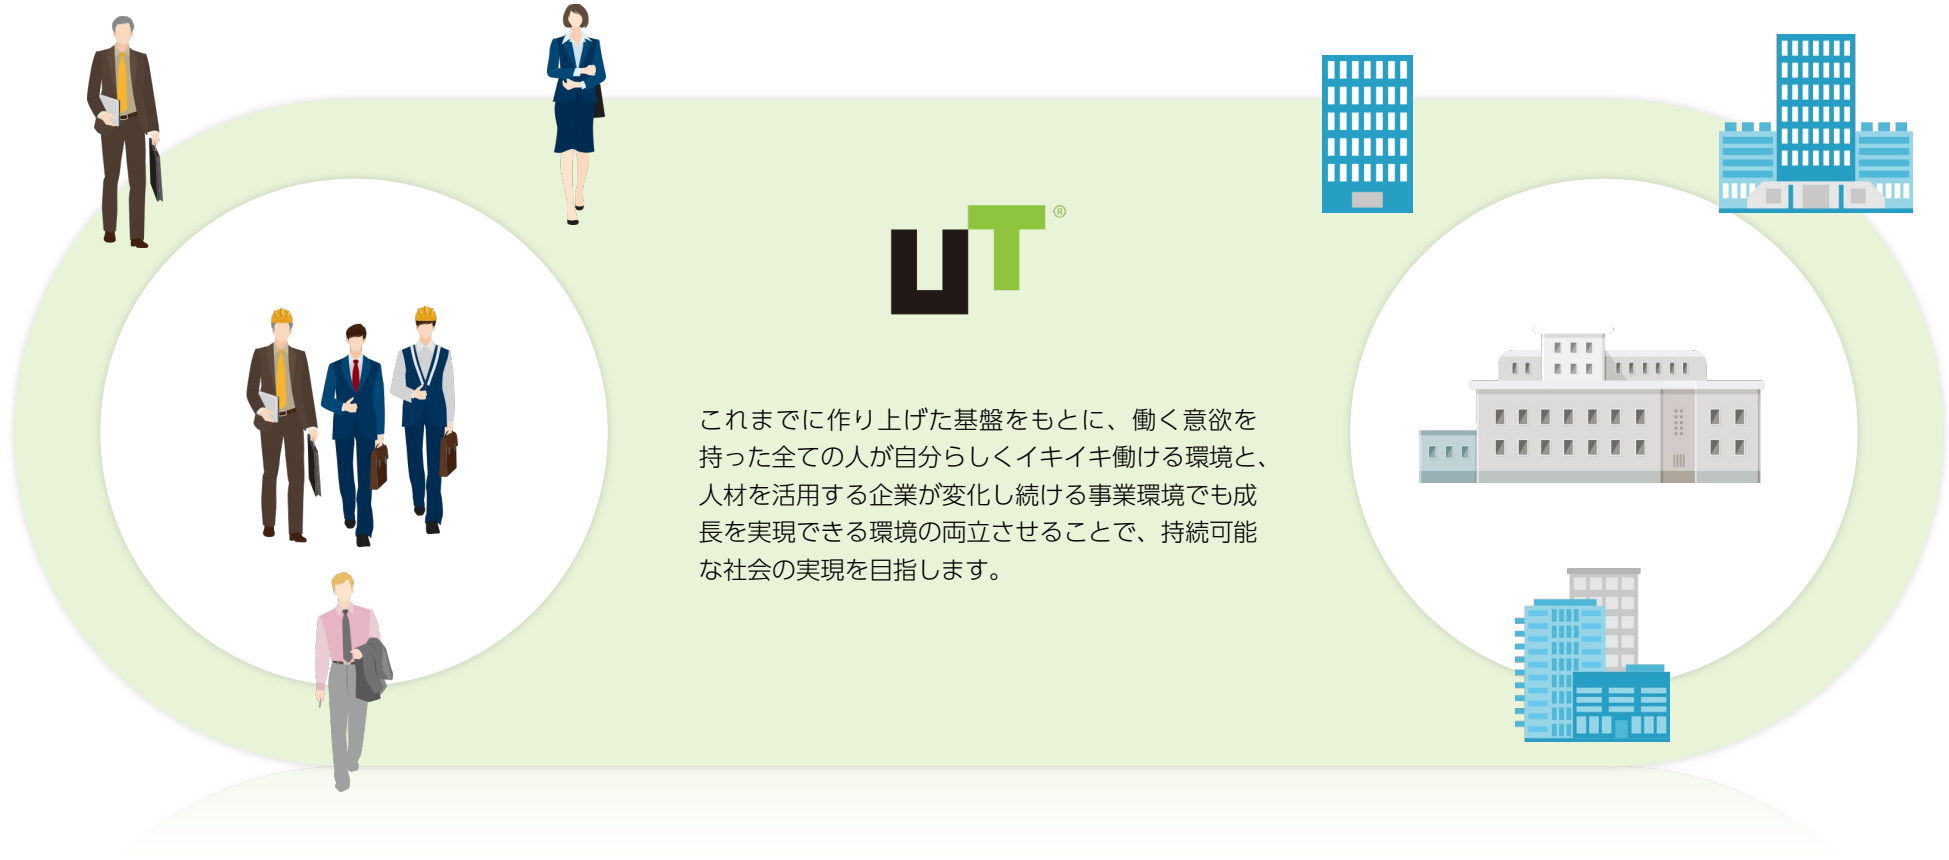 UT®
これまでに作り上げた基盤をもとに、働く意欲を
持った全ての人が自分らしくイキイキ働ける環境と、
人材を活用する企業が変化し続ける事業環境でも成
長を実現できる環境の両立させることで、持続可能
な社会の実現を目指します。